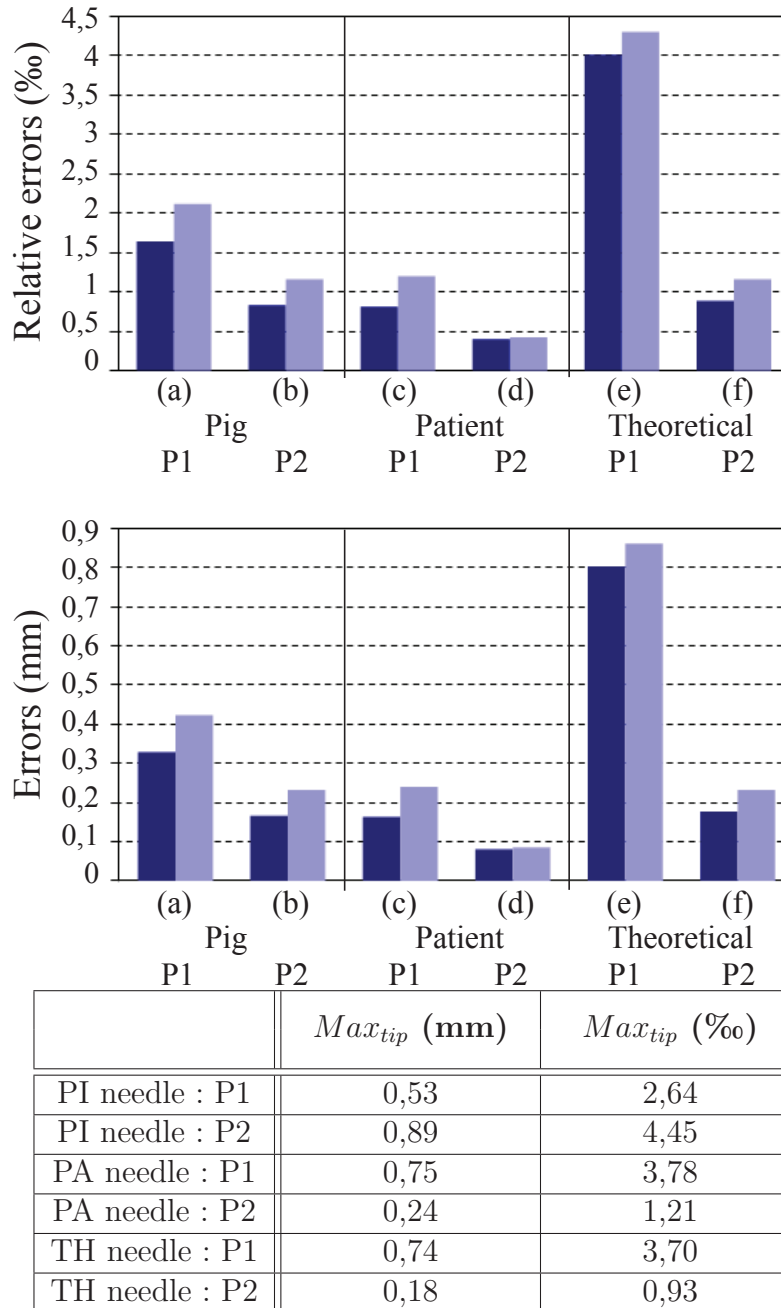 Relative errors (‰)
4,5
4
3,5
3
2,5
2
1,5
1
0,5
0
(a) (b) (c) (d) (e) (f)
Pig Patient Theoretical
P1 P2 P1 P2 P1 P2
Errors (mm)
0,9
0,8
0,7
0,6
0,5
0,4
0,3
0,2
0,1
0
(a) (b) (c) (d) (e) (f)
Pig Patient Theoretical
P1 P2 P1 P2 P1 P2
Max_tip (mm) Max_tip (‰)
PI needle : P1 0,53 2,64
PI needle : P2 0,89 4,45
PA needle : P1 0,75 3,78
PA needle : P2 0,24 1,21
TH needle : P1 0,74 3,70
TH needle : P2 0,18 0,93